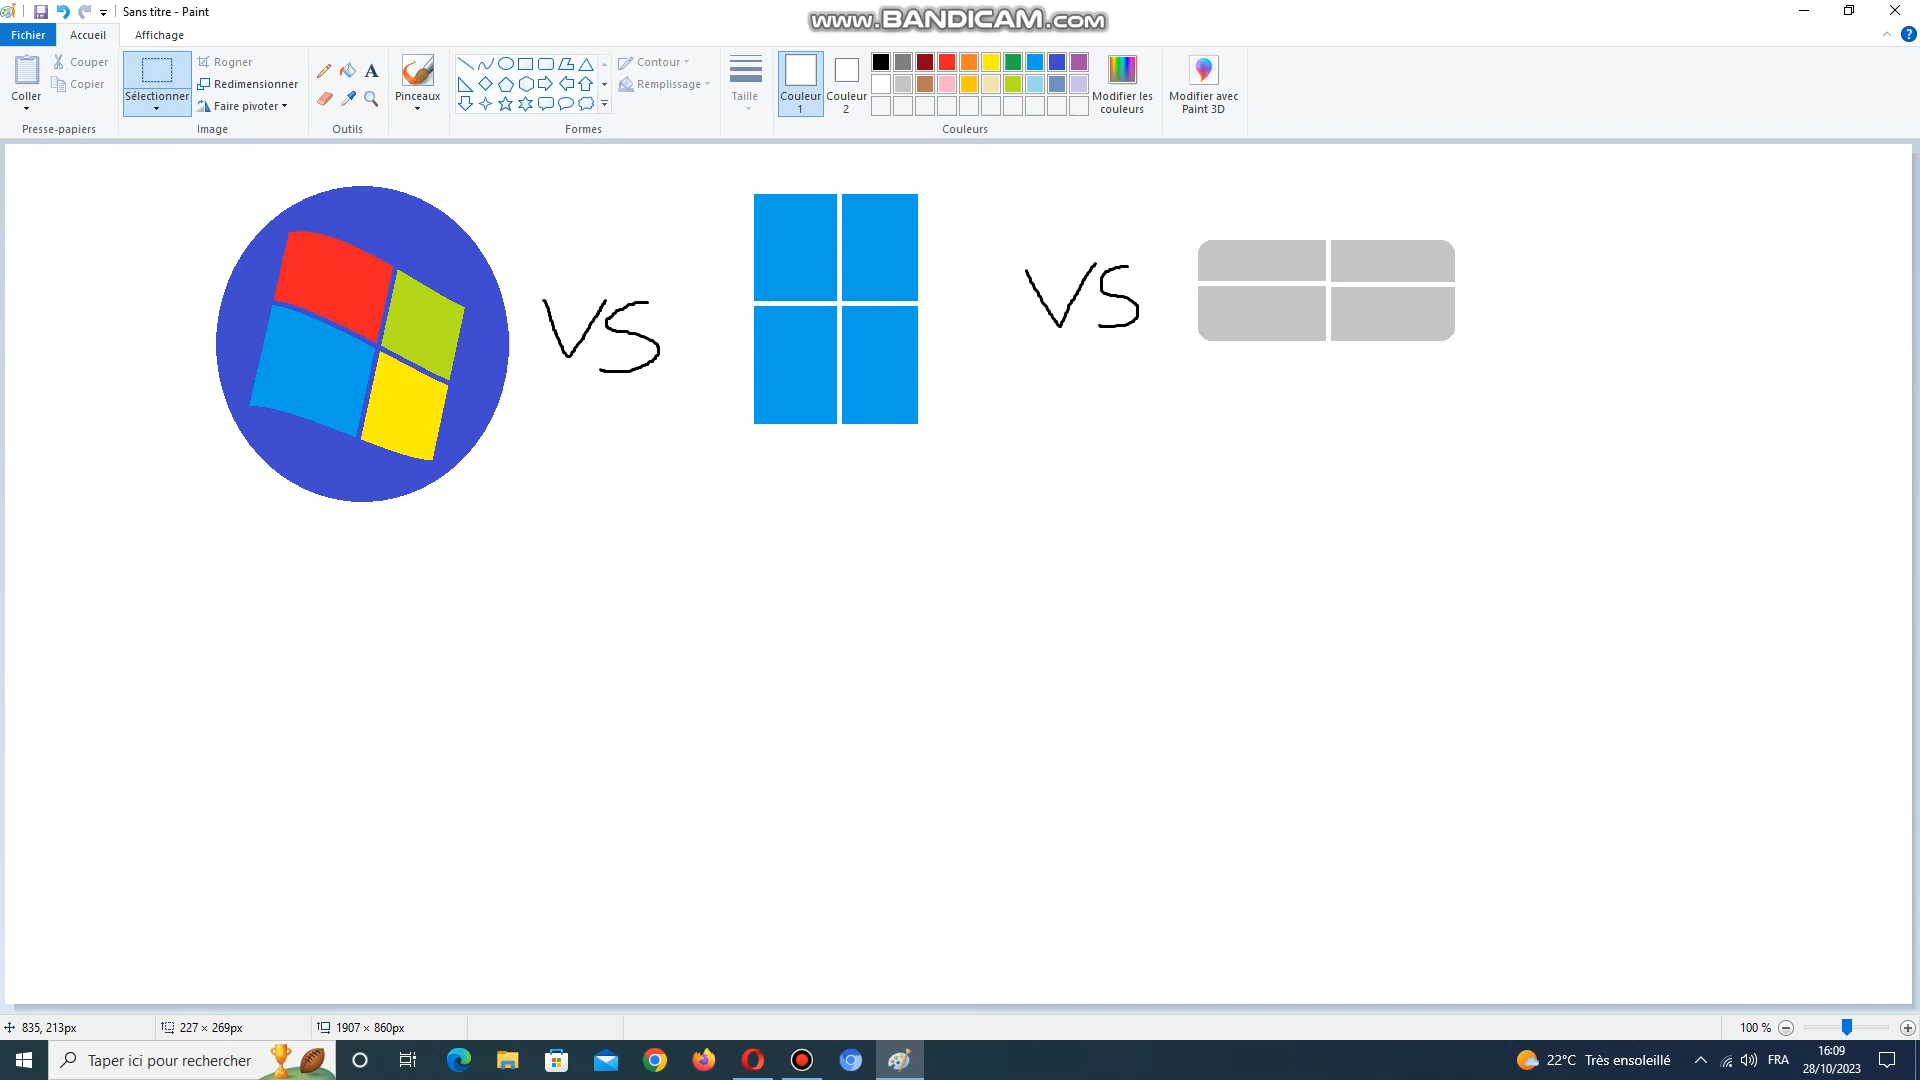 Sans titre - Paint
www.BANDICAM.com
Fichier
Accueil
Affichage
Coller
Couper
Copier
Presse-papiers
Sélectionner
Rogner
Redimensionner
Faire pivoter
Image
A
Outils
Pinceaux
Contour
Remplissage
Formes
Taille
Couleur
1
Couleur
2
Modifier les
couleurs
Modifier avec
Paint 3D
Couleurs
VS
VS
835, 213px
227 × 269px
1907 × 860px
100 %
Taper ici pour rechercher
22°C Très ensoleillé
FRA
16:09
28/10/2023